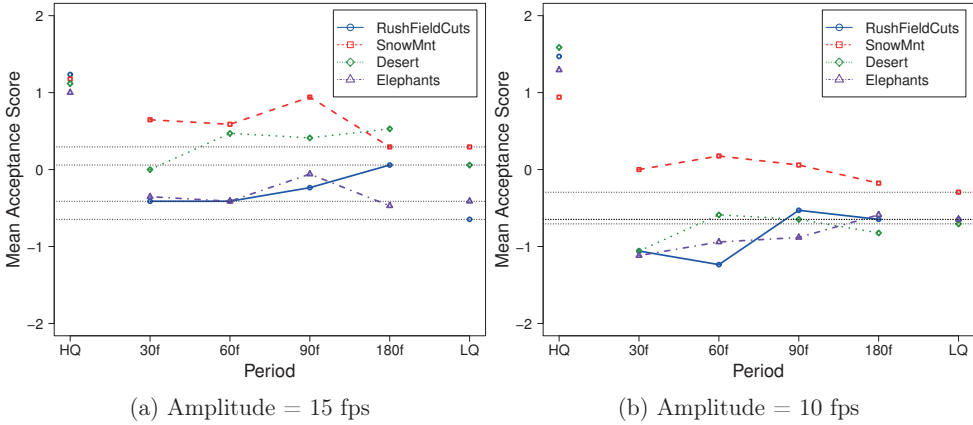 RushFieldCuts
SnowMnt
Desert
Elephants
Mean Acceptance Score
2
1
0
−1
−2
HQ 30f 60f 90f 180f LQ
Period
(a) Amplitude = 15 fps
RushFieldCuts
SnowMnt
Desert
Elephants
Mean Acceptance Score
2
1
0
−1
−2
HQ 30f 60f 90f 180f LQ
Period
(b) Amplitude = 10 fps